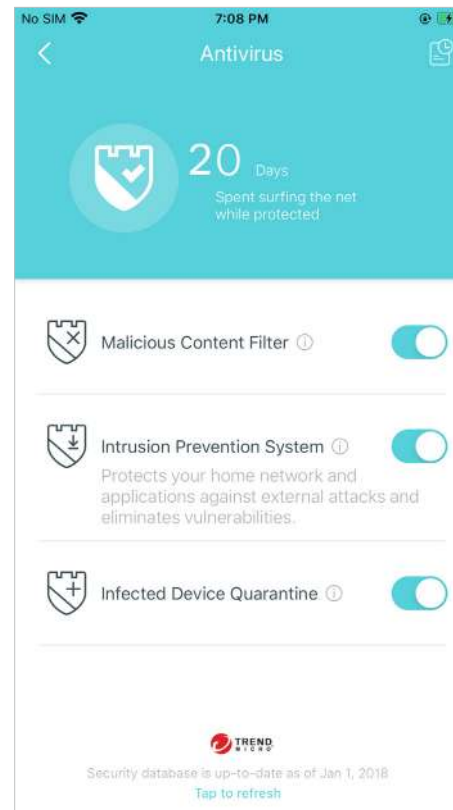 No SIM 7:08 PM
Antivirus
20 Days
Spent surfing the net
while protected
Malicious Content Filter
Intrusion Prevention System
Protects your home network and
applications against external attacks and
eliminates vulnerabilities.
Infected Device Quarantine
TREND
MICRO
Security database is up-to-date as of Jan 1, 2018
Tap to refresh